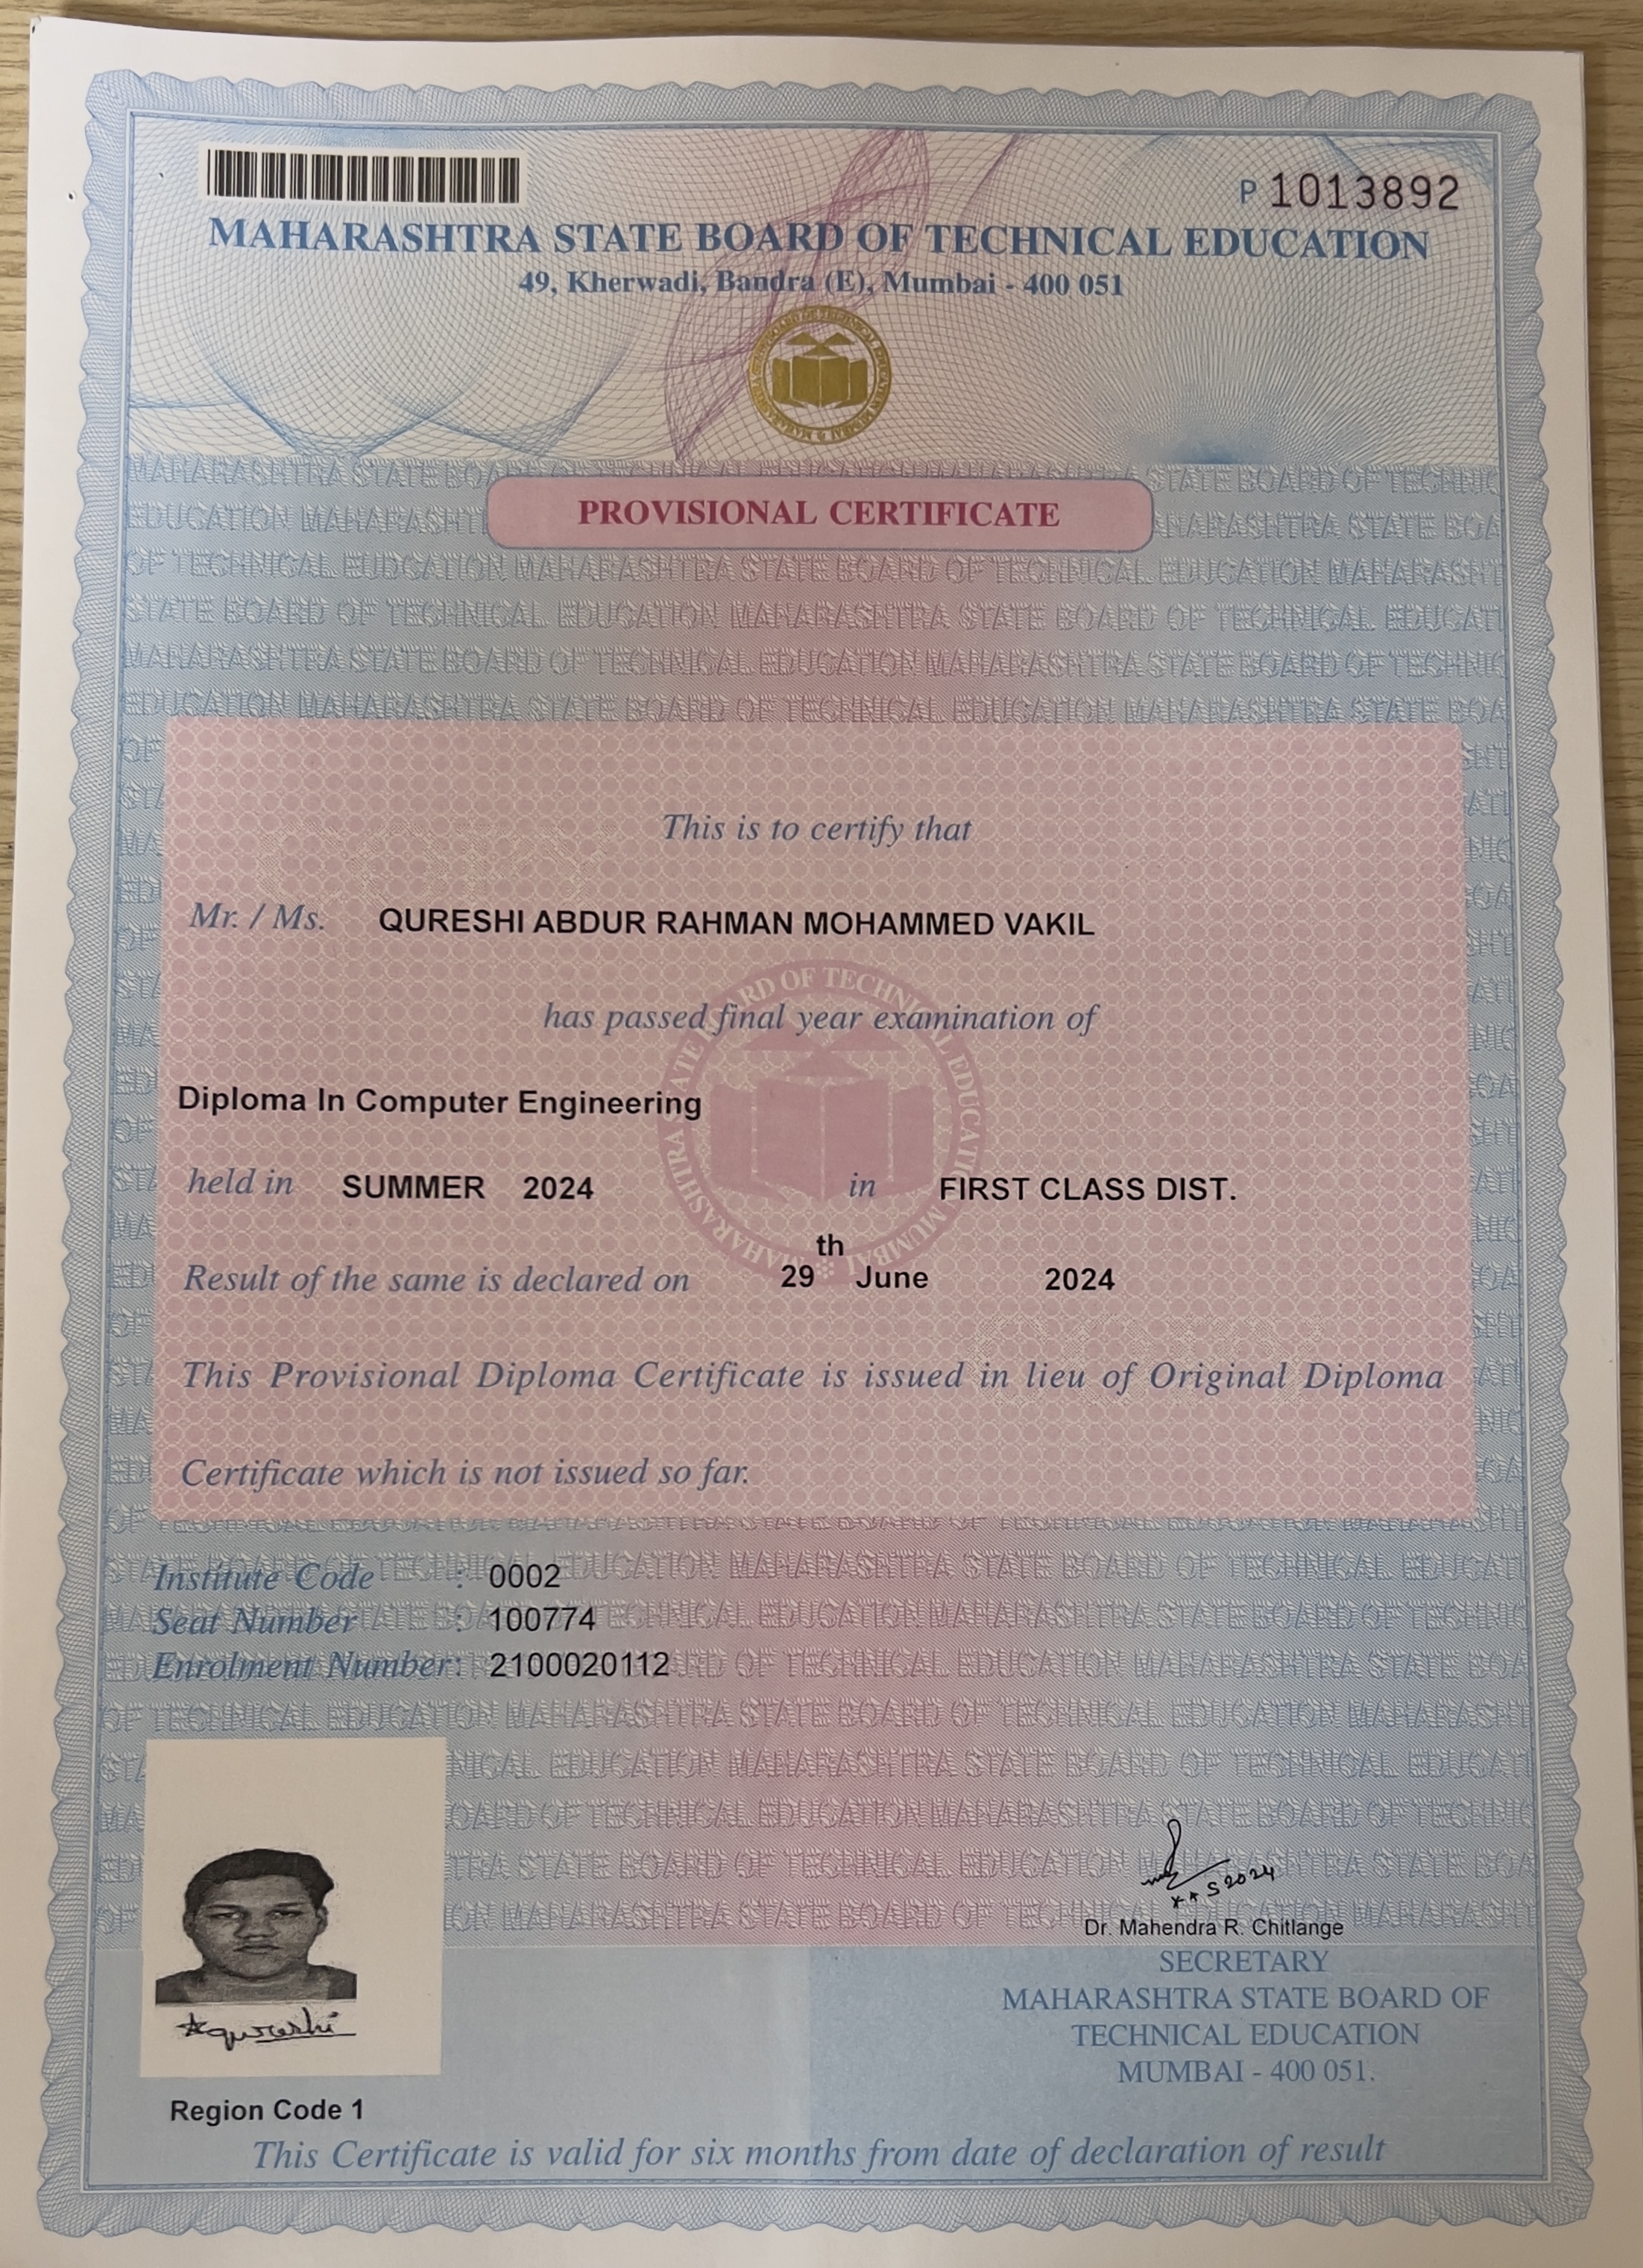 P 1013892
MAHARASHTRA STATE BOARD OF TECHNICAL EDUCATION
49, Kherwadi, Bandra (E), Mumbai - 400 051
PROVISIONAL CERTIFICATE
This is to certify that
Mr. / Ms. QURESHI ABDUR RAHMAN MOHAMMED VAKIL
has passed final year examination of
Diploma In Computer Engineering
held in SUMMER 2024 in FIRST CLASS DIST.
Result of the same is declared on 29th June 2024
This Provisional Diploma Certificate is issued in lieu of Original Diploma
Certificate which is not issued so far.
Institute Code : 0002
Seat Number : 100774
Enrolment Number: 2100020112
Aqureshi
Region Code 1
Dr. Mahendra R. Chitlange
SECRETARY
MAHARASHTRA STATE BOARD OF
TECHNICAL EDUCATION
MUMBAI - 400 051.
This Certificate is valid for six months from date of declaration of result